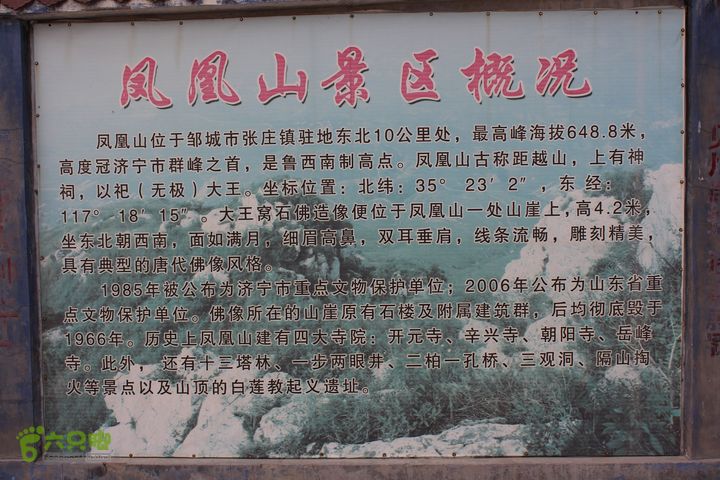 凤凰山景区概况
凤凰山位于邹城市张庄镇驻地东北10公里处，最高峰海拔648.8米，
高度冠济宁市群峰之首，是鲁西南制高点。凤凰山古称距越山，上有神
祠，以祀（无极）大王。坐标位置：北纬：35° 23′2″，东 经：
117° 18′15″。大王窝石佛造像便位于凤凰山一处山崖上，高4.2米，
坐东北朝西南，面如满月，细眉高鼻，双耳垂肩，线条流畅，雕刻精美，
具有典型的唐代佛像风格。
1985年被公布为济宁市重点文物保护单位；2006年公布为山东省重
点文物保护单位。佛像所在的山崖原有石楼及附属建筑群，后均彻底毁于
1966年。历史上凤凰山建有四大寺院：开元寺、辛兴寺、朝阳寺、岳峰
寺。此外， 还有十三塔林、一步两眼井、二柏一孔桥、三观洞、隔山掏
火等景点以及山顶的白莲教起义遗址。
六只脚